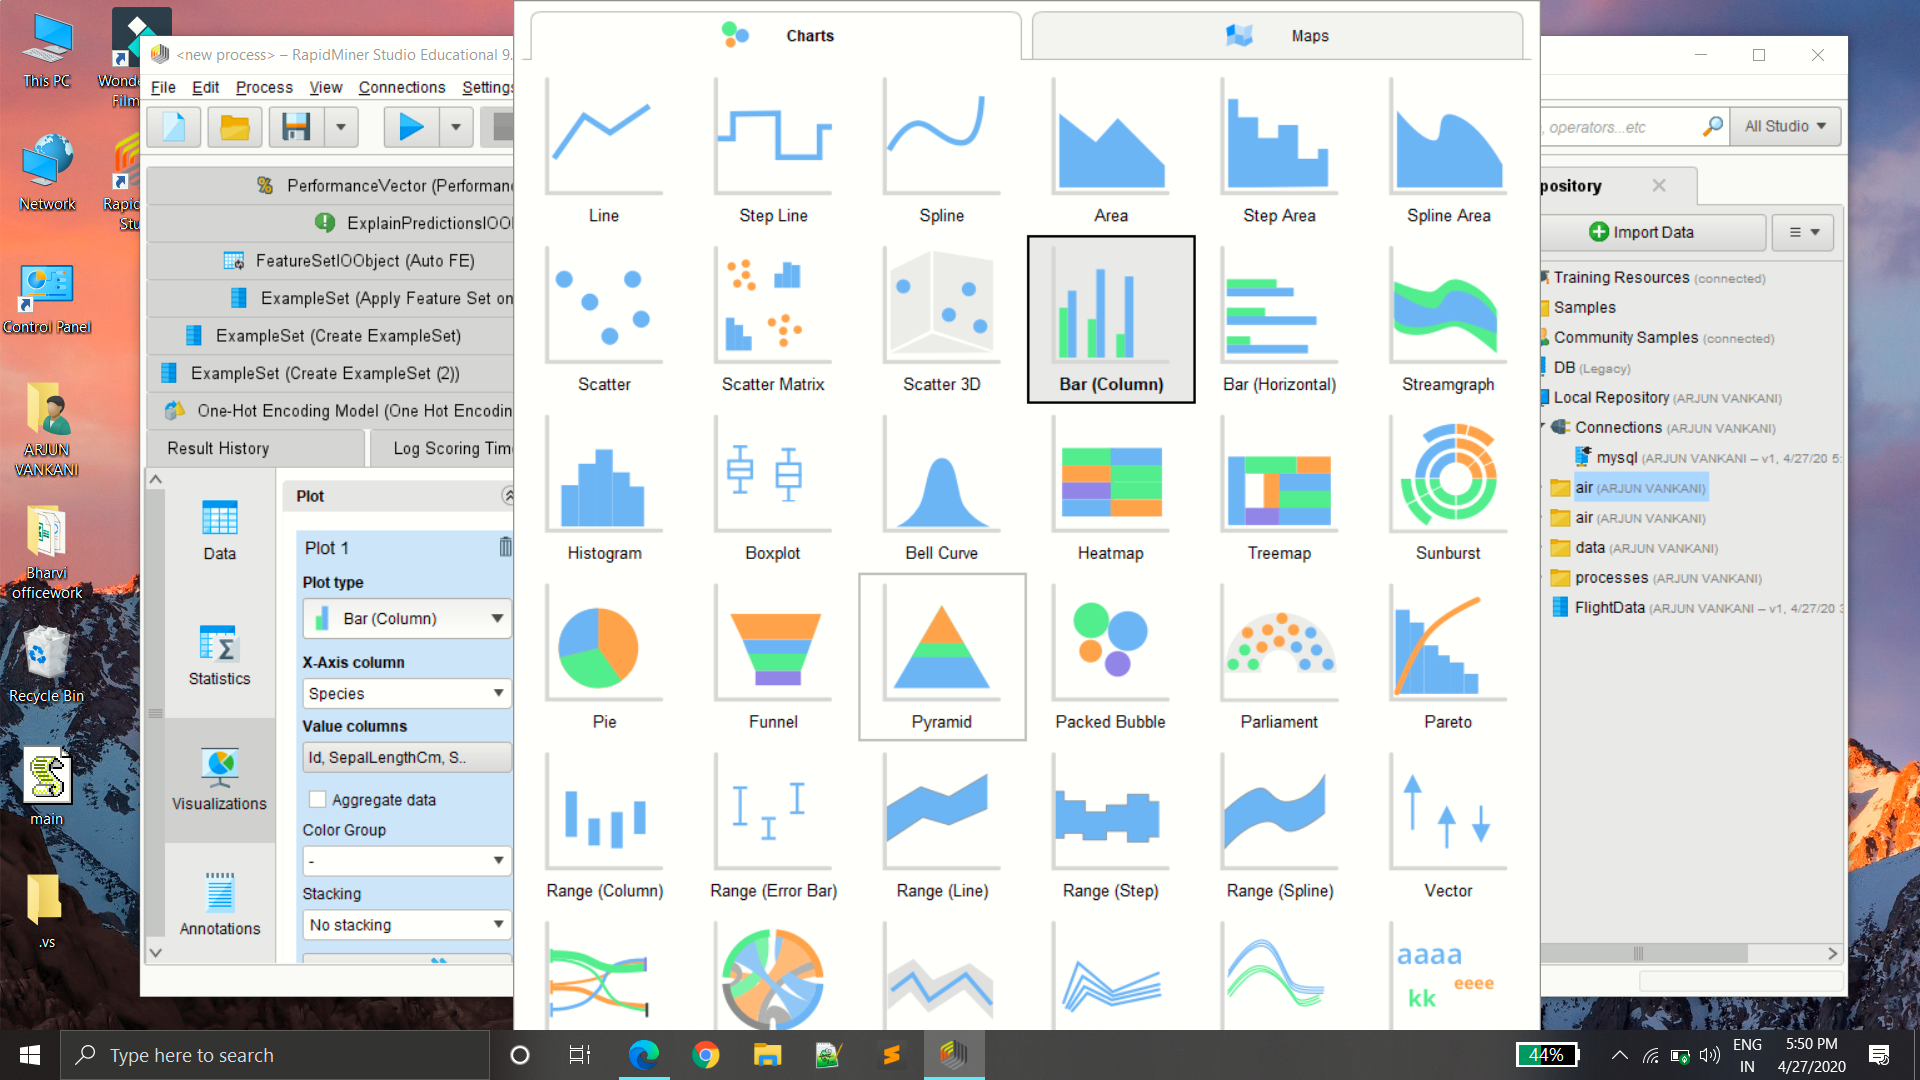 This PC
Wonde
Film
Network
Rapid
Stu
Control Panel
ARJUN
VANKANI
Bharvi
officework
Recycle Bin
main
.vs
<new process> – RapidMiner Studio Educational 9.
File Edit Process View Connections Settings
PerformanceVector (Performan
ExplainPredictionsIOO
FeatureSetIOObject (Auto FE)
ExampleSet (Apply Feature Set on
ExampleSet (Create ExampleSet)
ExampleSet (Create ExampleSet (2))
One-Hot Encoding Model (One Hot Encodin
Result History
Log Scoring Time
Data
Statistics
Visualizations
Annotations
Plot
Plot 1
Plot type
Bar (Column)
X-Axis column
Species
Value columns
Id, SepalLengthCm, S..
Aggregate data
Color Group
-
Stacking
No stacking
Charts
Maps
Line
Step Line
Spline
Area
Step Area
Spline Area
Scatter
Scatter Matrix
Scatter 3D
Bar (Column)
Bar (Horizontal)
Streamgraph
Histogram
Boxplot
Bell Curve
Heatmap
Treemap
Sunburst
Pie
Funnel
Pyramid
Packed Bubble
Parliament
Pareto
Range (Column)
Range (Error Bar)
Range (Line)
Range (Step)
Range (Spline)
Vector
aaaa
eeee
kk
, operators...etc
All Studio
pository
Import Data
Training Resources (connected)
Samples
Community Samples (connected)
DB (Legacy)
Local Repository (ARJUN VANKANI)
Connections (ARJUN VANKANI)
mysql (ARJUN VANKANI – v1, 4/27/20 5:
air (ARJUN VANKANI)
air (ARJUN VANKANI)
data (ARJUN VANKANI)
processes (ARJUN VANKANI)
FlightData (ARJUN VANKANI – v1, 4/27/20 3
Type here to search
44%
ENG
IN
5:50 PM
4/27/2020